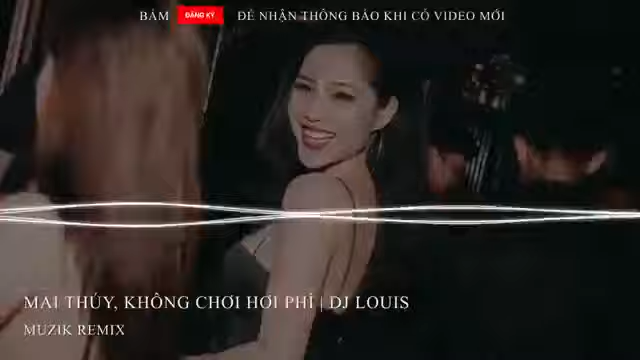 BẤM ĐĂNG KÝ ĐỂ NHẬN THÔNG BÁO KHI CÓ VIDEO MỚI
MAI THÚY, KHÔNG CHƠI HƠI PHÍ | DJ LOUIS
MUZIK REMIX